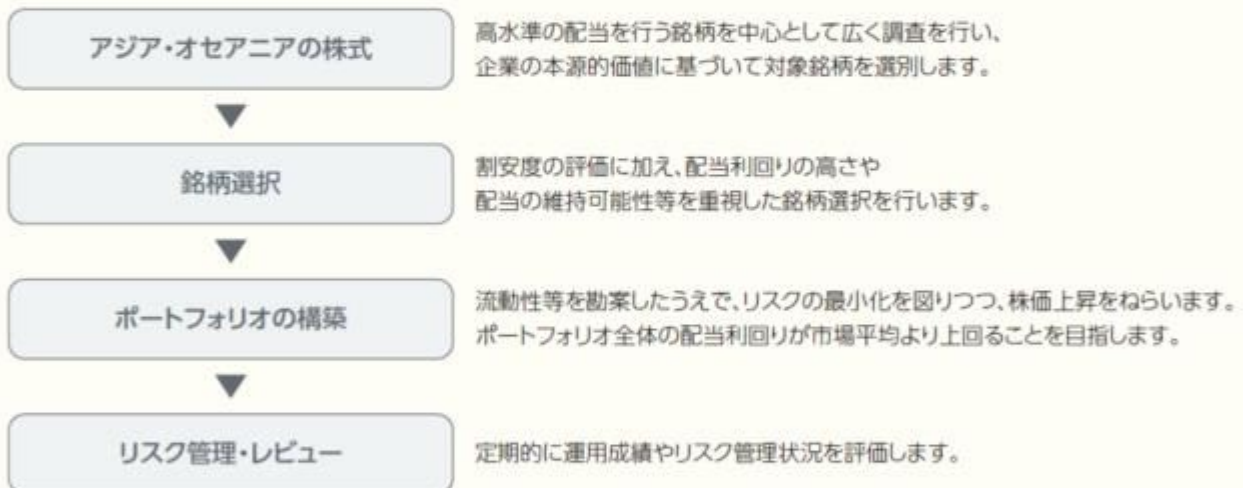 アジア・オセアニアの株式
高水準の配当を行う銘柄を中心として広く調査を行い、
企業の本源的価値に基づいて対象銘柄を選別します。
銘柄選択
割安度の評価に加え、配当利回りの高さや
配当の維持可能性等を重視した銘柄選択を行います。
ポートフォリオの構築
流動性等を勘案したうえで、リスクの最小化を図りつつ、株価上昇をねらいます。
ポートフォリオ全体の配当利回りが市場平均より上回ることを目指します。
リスク管理・レビュー
定期的に運用成績やリスク管理状況を評価します。